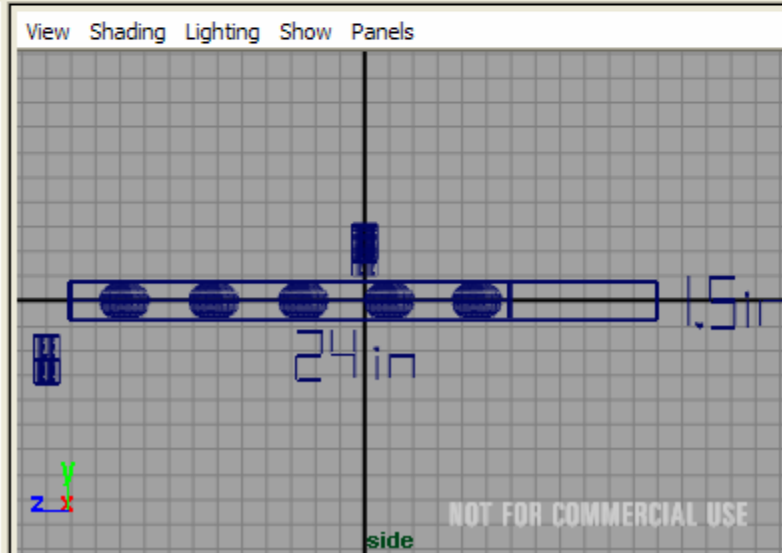 View Shading Lighting Show Panels
1.5in
24in
y
z x
NOT FOR COMMERCIAL USE
side